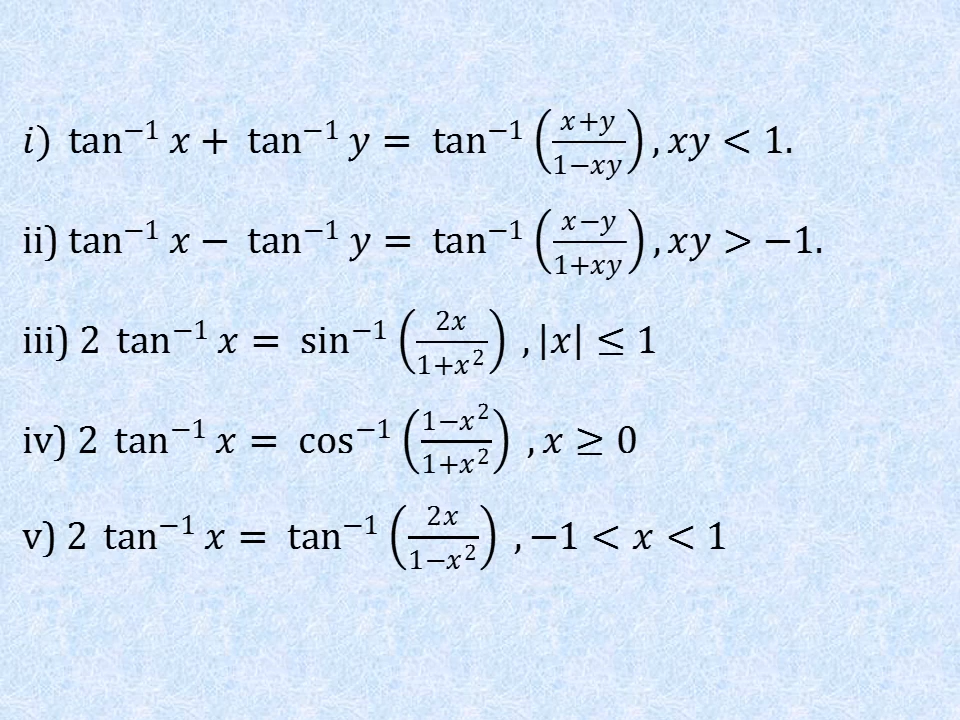 i) tan⁻¹ x + tan⁻¹ y = tan⁻¹ ((x+y)/(1−xy)) , xy < 1.
ii) tan⁻¹ x − tan⁻¹ y = tan⁻¹ ((x−y)/(1+xy)) , xy > −1.
iii) 2 tan⁻¹ x = sin⁻¹ (2x/(1+x²)) , |x| ≤ 1
iv) 2 tan⁻¹ x = cos⁻¹ ((1−x²)/(1+x²)) , x ≥ 0
v) 2 tan⁻¹ x = tan⁻¹ (2x/(1−x²)) , −1 < x < 1